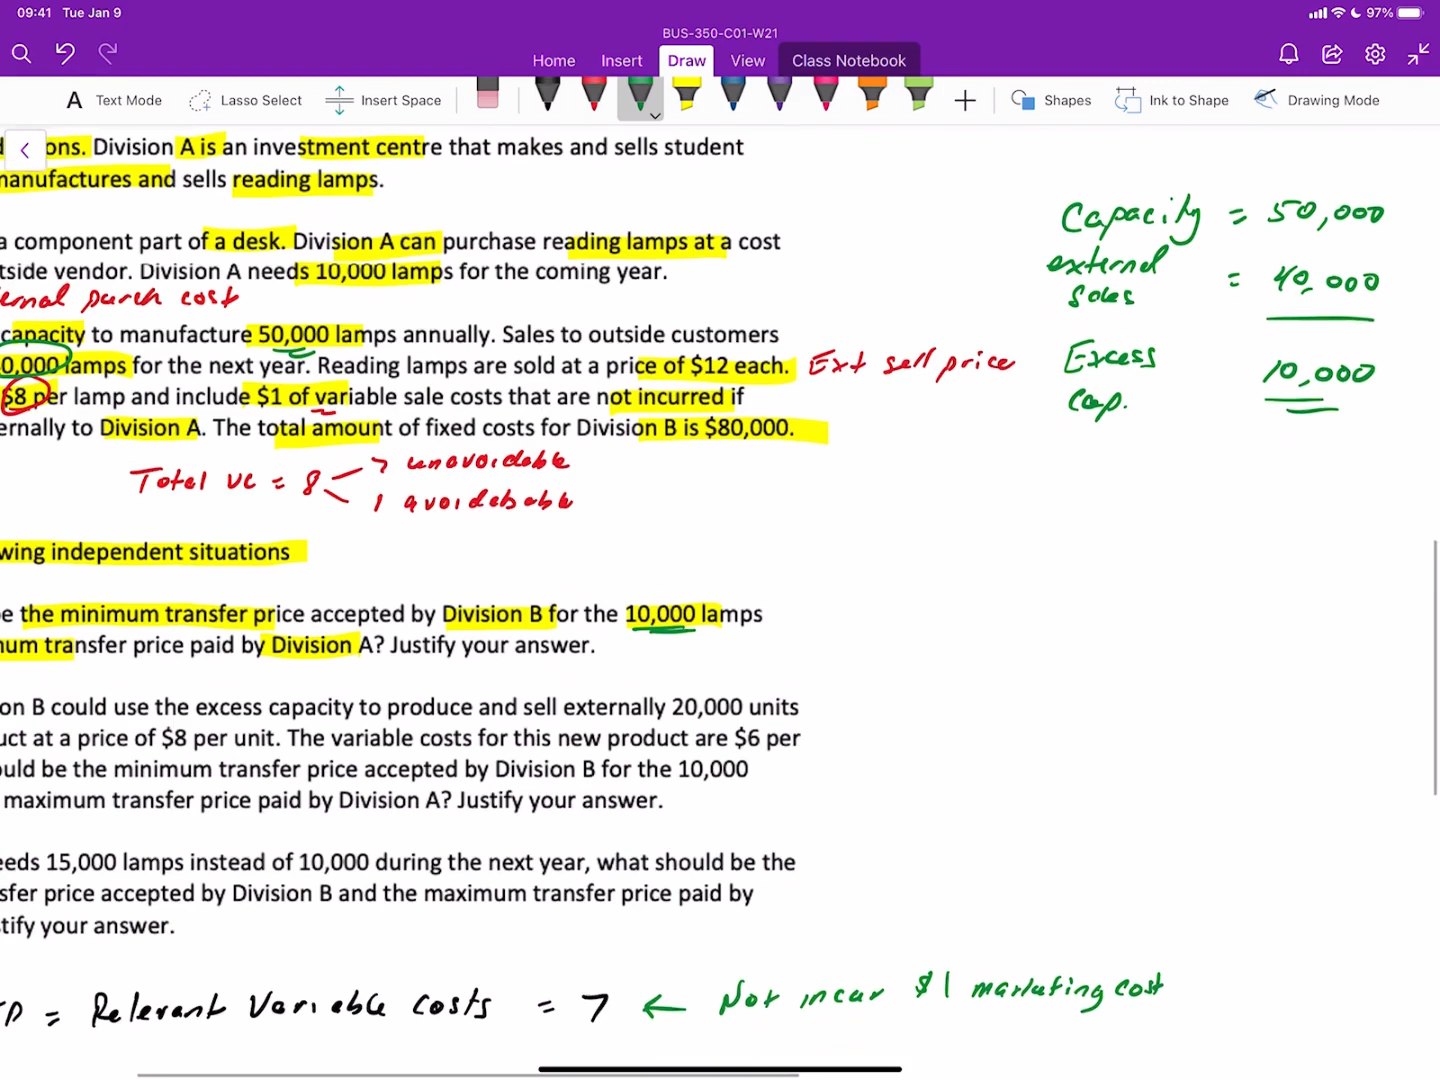 09:41 Tue Jan 9
97%
BUS-350-C01-W21
Home Insert Draw View Class Notebook
Text Mode Lasso Select Insert Space Shapes Ink to Shape Drawing Mode
ons. Division A is an investment centre that makes and sells student
manufactures and sells reading lamps.
a component part of a desk. Division A can purchase reading lamps at a cost
tside vendor. Division A needs 10,000 lamps for the coming year.
ernal purch cost
capacity to manufacture 50,000 lamps annually. Sales to outside customers
0,000 lamps for the next year. Reading lamps are sold at a price of $12 each. Ext sell price
$8 per lamp and include $1 of variable sale costs that are not incurred if
ernally to Division A. The total amount of fixed costs for Division B is $80,000.
Total VC = 8
7 unavoidable
1 avoidabable
Capacity = 50,000
external
Sales = 40,000
Excess
Cap. 10,000
wing independent situations
e the minimum transfer price accepted by Division B for the 10,000 lamps
num transfer price paid by Division A? Justify your answer.
on B could use the excess capacity to produce and sell externally 20,000 units
uct at a price of $8 per unit. The variable costs for this new product are $6 per
ould be the minimum transfer price accepted by Division B for the 10,000
maximum transfer price paid by Division A? Justify your answer.
eeds 15,000 lamps instead of 10,000 during the next year, what should be the
sfer price accepted by Division B and the maximum transfer price paid by
tify your answer.
TP = Relevant Variable Costs = 7 ← Not incur $1 marketing cost